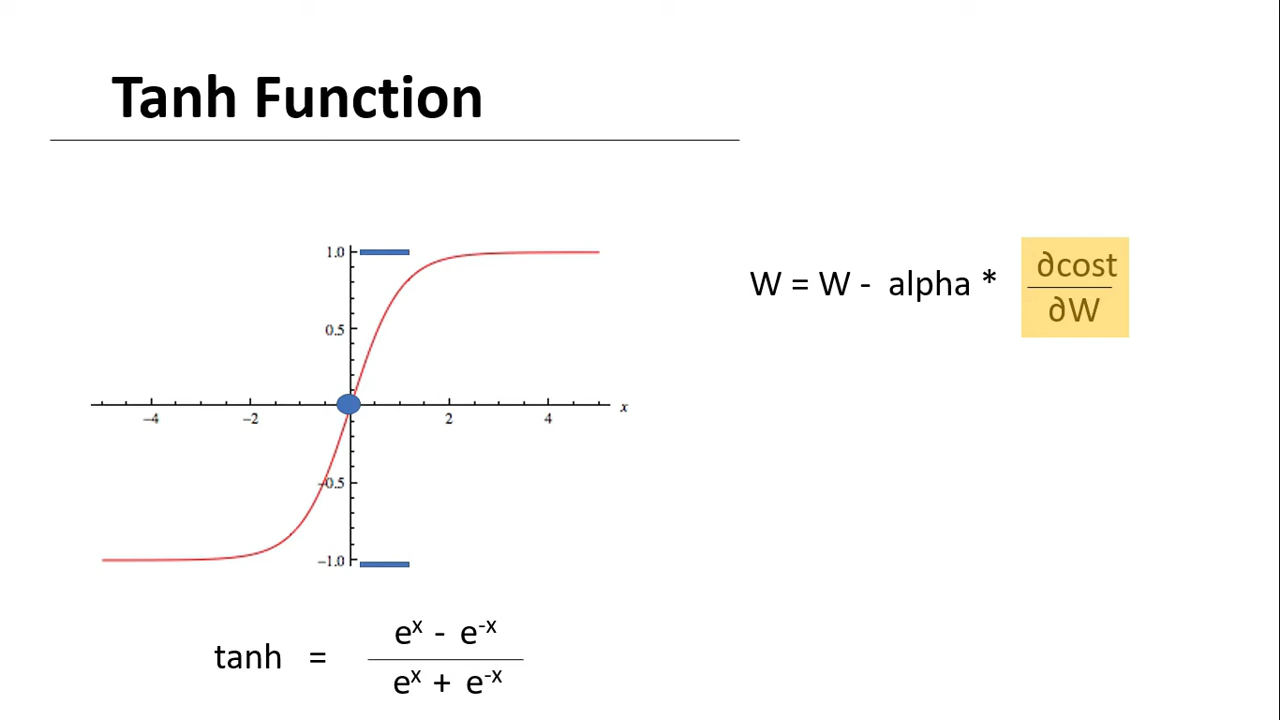 Tanh Function
1.0
0.5
-4 -2 2 4 x
-0.5
-1.0
W = W - alpha * ∂cost
∂W
tanh = eˣ - e⁻ˣ
eˣ + e⁻ˣ